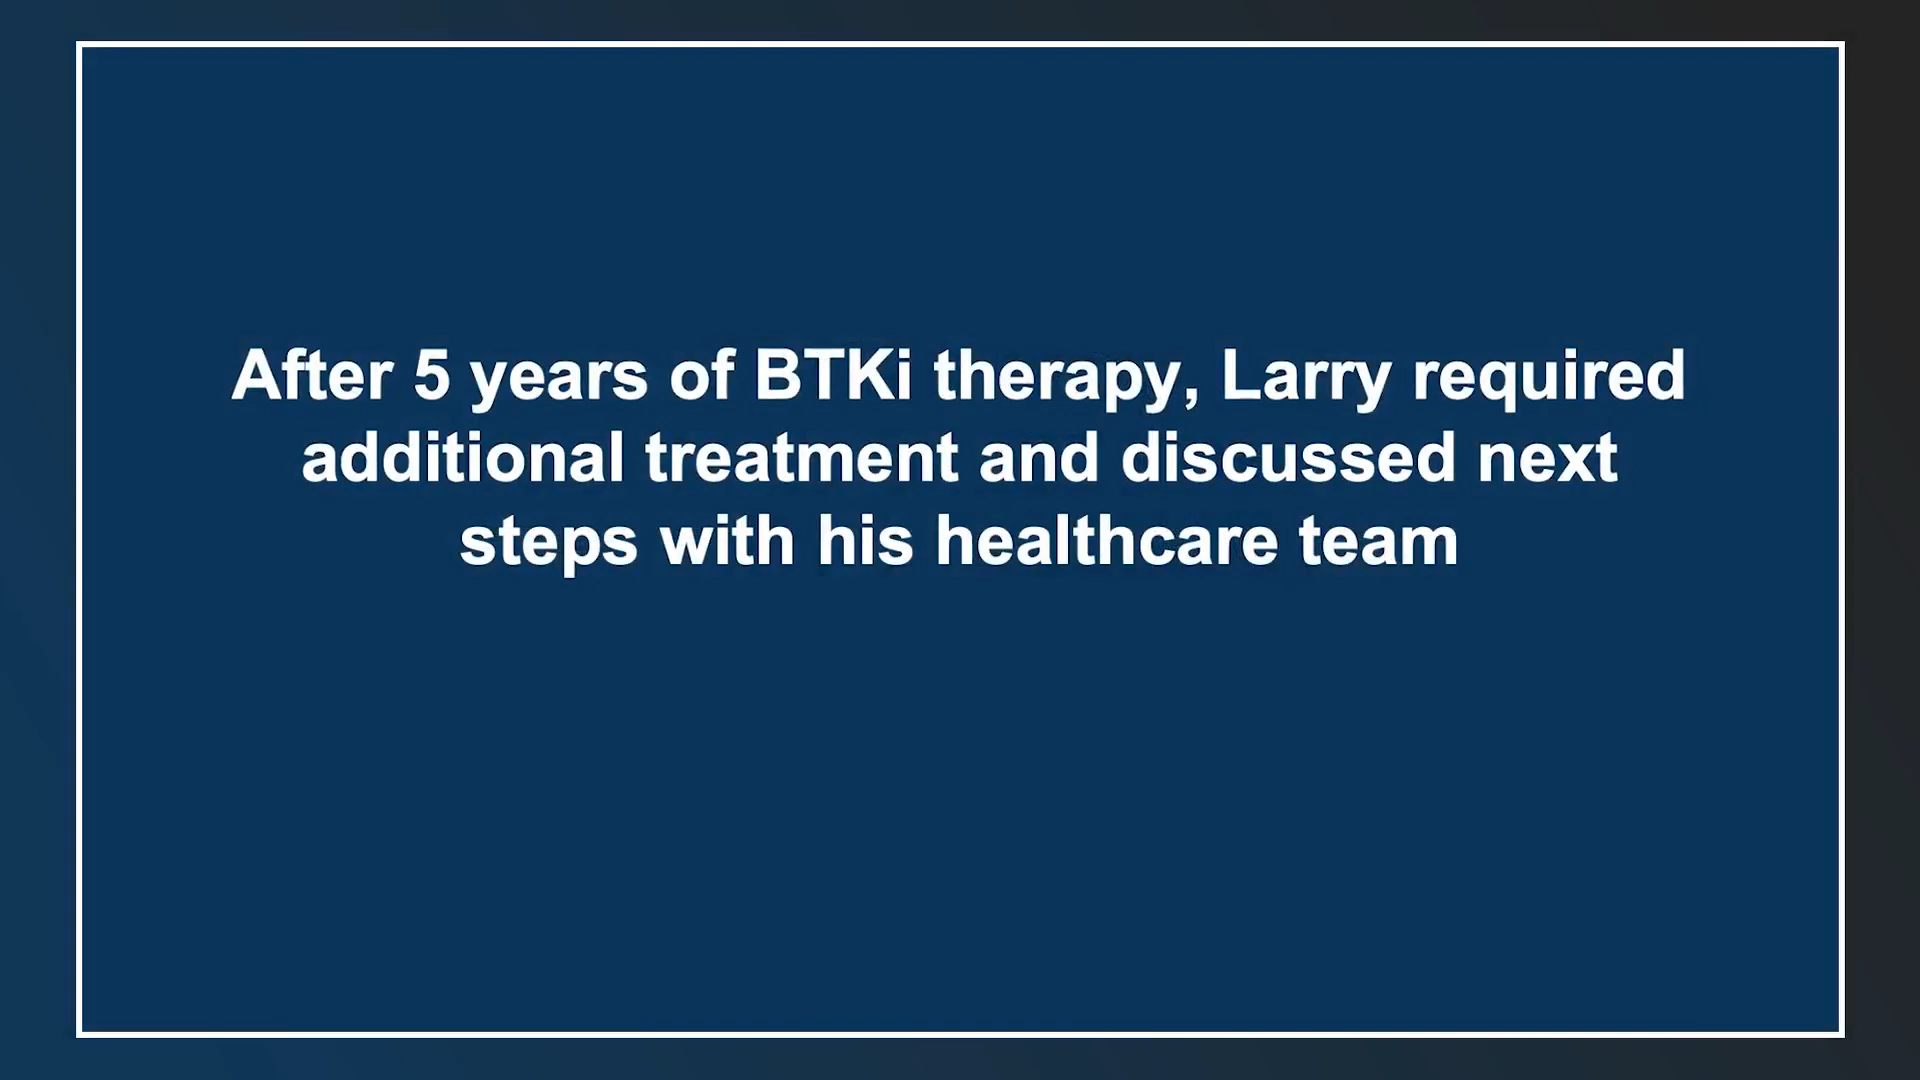 After 5 years of BTKi therapy, Larry required
additional treatment and discussed next
steps with his healthcare team